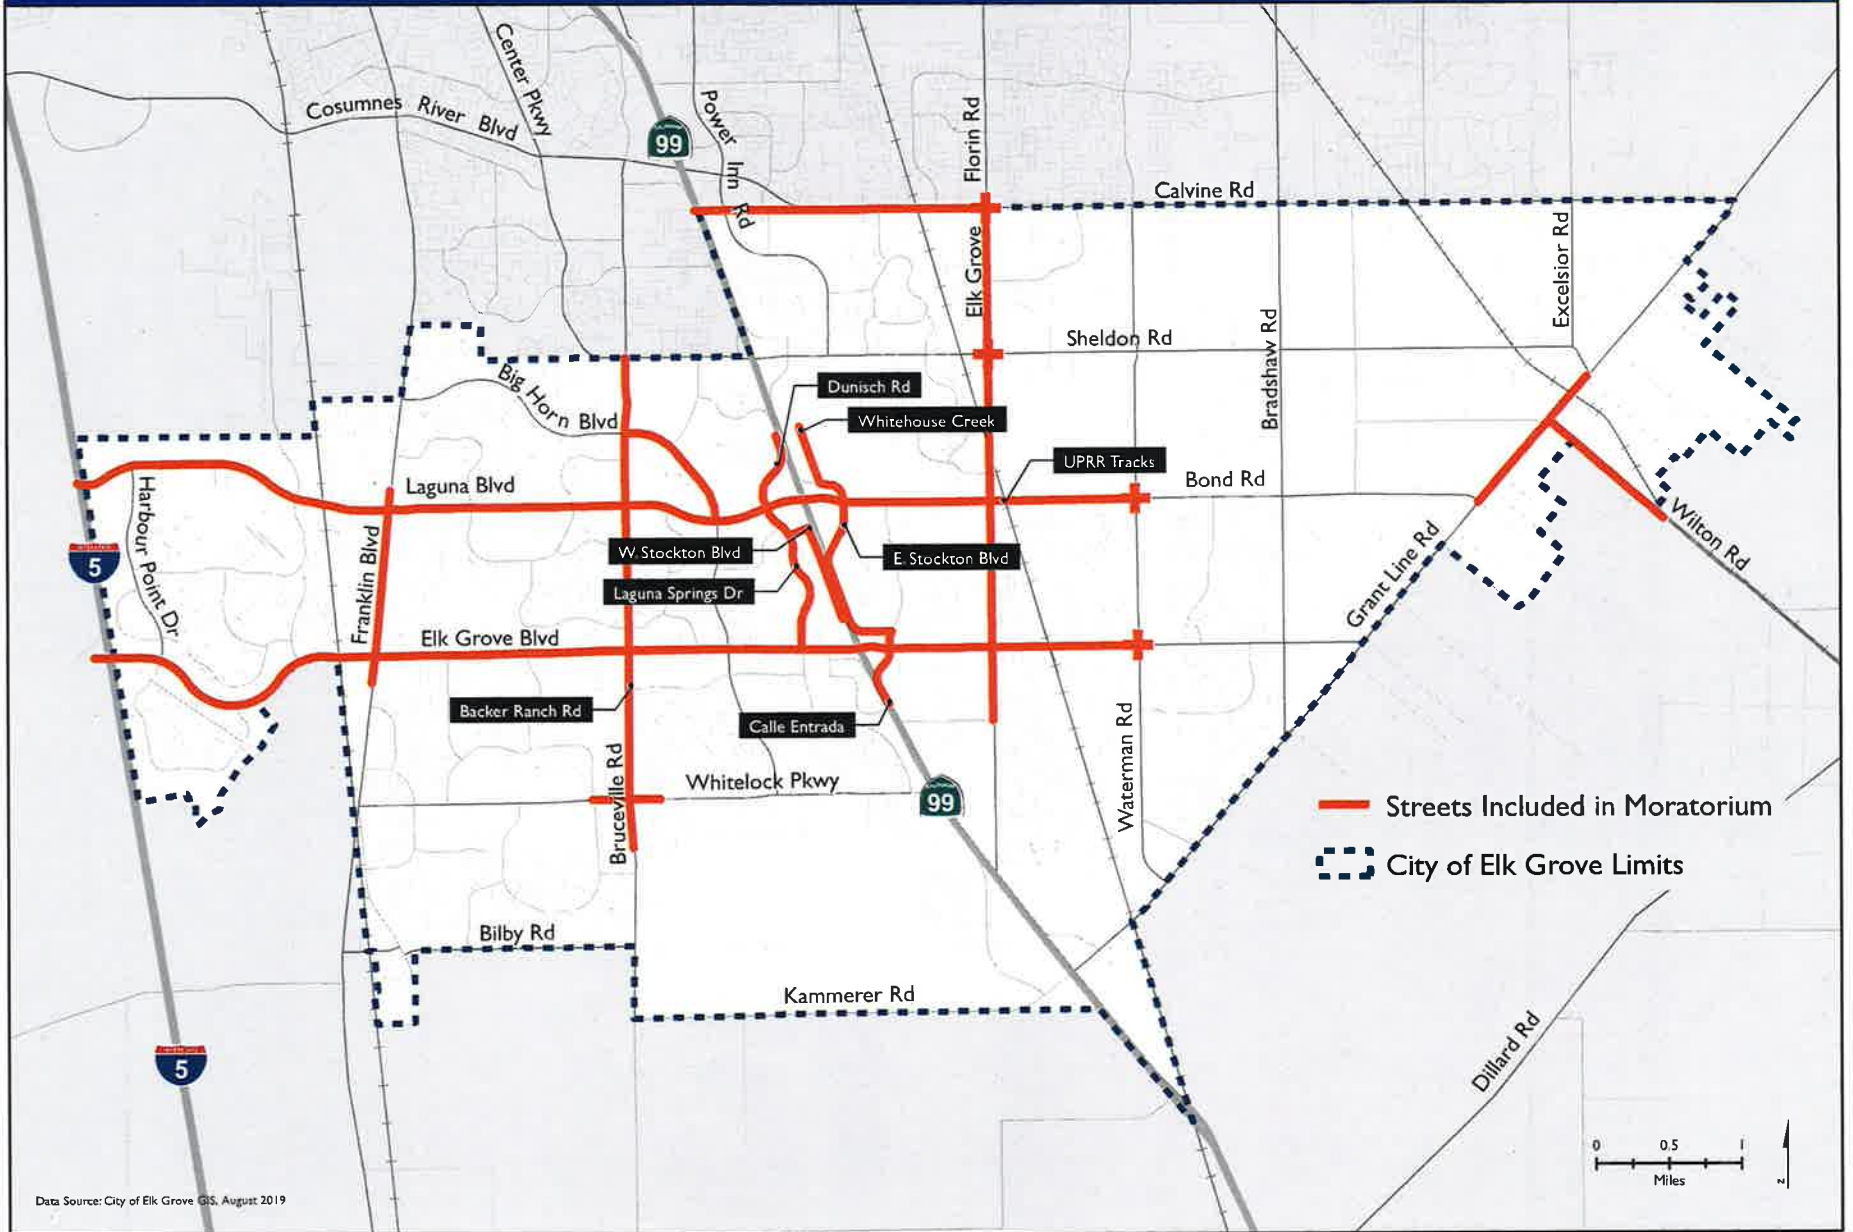 Center Pkwy
Cosumnes River Blvd
99
Power Inn Rd
Elk Grove Florin Rd
Calvine Rd
Excelsior Rd
Bradshaw Rd
Sheldon Rd
Big Horn Blvd
Dunisch Rd
Whitehouse Creek
UPRR Tracks
Bond Rd
Laguna Blvd
Harbour Point Dr
Franklin Blvd
W. Stockton Blvd
E. Stockton Blvd
Laguna Springs Dr
5
Wilton Rd
Grant Line Rd
Elk Grove Blvd
Backer Ranch Rd
Calle Entrada
Waterman Rd
Bruceville Rd
Whitelock Pkwy
99
Streets Included in Moratorium
City of Elk Grove Limits
Bilby Rd
Kammerer Rd
5
Dillard Rd
0 0.5 1
Miles
z
Data Source: City of Elk Grove GIS, August 2019